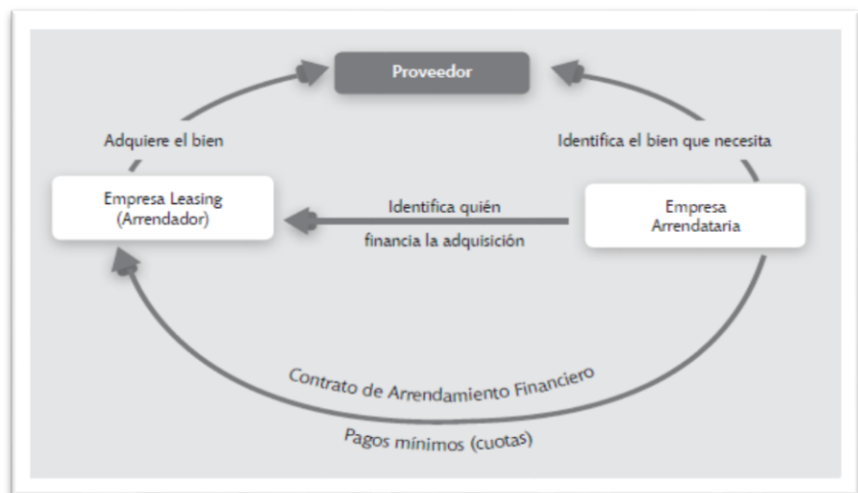 Proveedor
Adquiere el bien
Identifica el bien que necesita
Empresa Leasing
(Arrendador)
Identifica quién
financia la adquisición
Empresa
Arrendataria
Contrato de Arrendamiento Financiero
Pagos mínimos (cuotas)